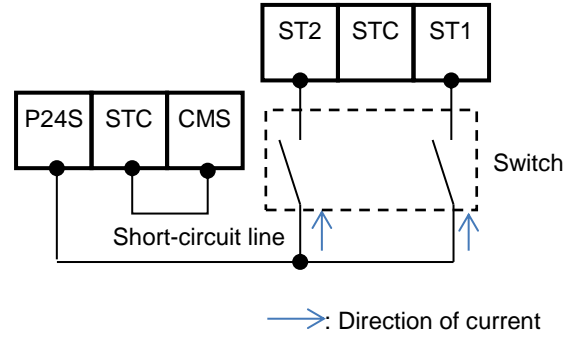 ST2 STC ST1
P24S STC CMS
Switch
Short-circuit line
: Direction of current